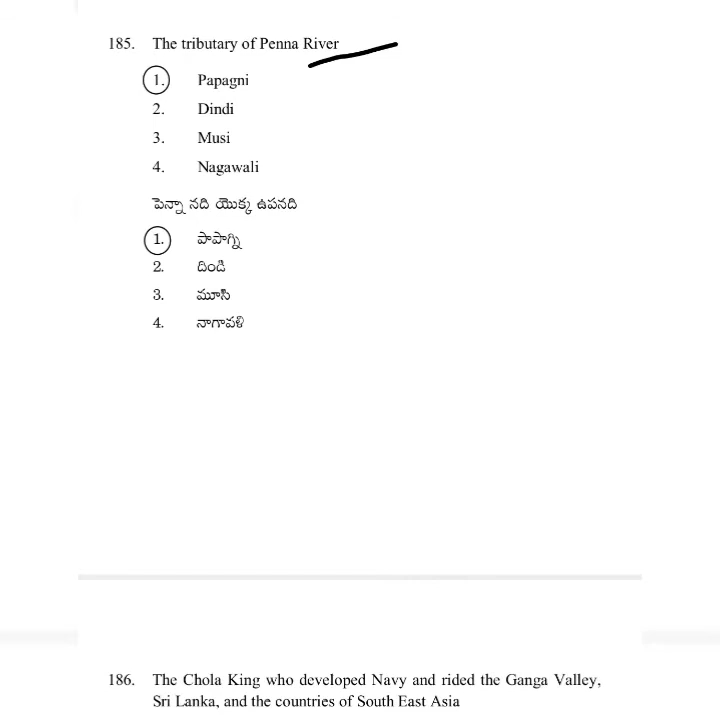 185. The tributary of Penna River
1. Papagni
2. Dindi
3. Musi
4. Nagawali
పెన్నా నది యొక్క ఉపనది
1. పాపాగ్ని
2. దిండి
3. మూసి
4. నాగావళి
186. The Chola King who developed Navy and rided the Ganga Valley,
Sri Lanka, and the countries of South East Asia